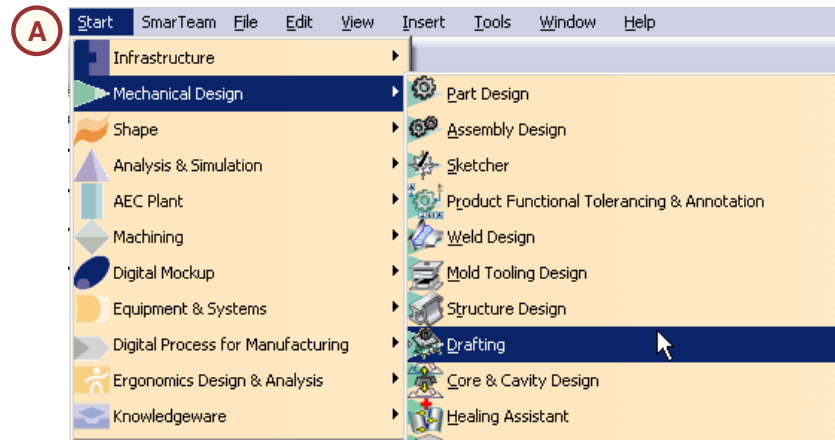 A
Start SmarTeam File Edit View Insert Tools Window Help
Infrastructure
Mechanical Design
Shape
Analysis & Simulation
AEC Plant
Machining
Digital Mockup
Equipment & Systems
Digital Process for Manufacturing
Ergonomics Design & Analysis
Knowledgeware
Part Design
Assembly Design
Sketcher
Product Functional Tolerancing & Annotation
Weld Design
Mold Tooling Design
Structure Design
Drafting
Core & Cavity Design
Healing Assistant